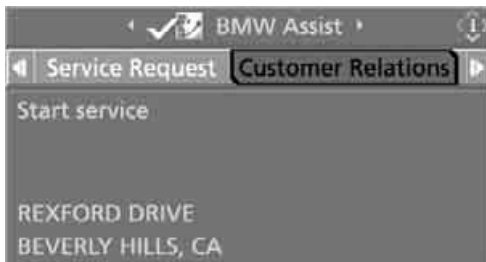 BMW Assist
Service Request Customer Relations
Start service
REXFORD DRIVE
BEVERLY HILLS, CA